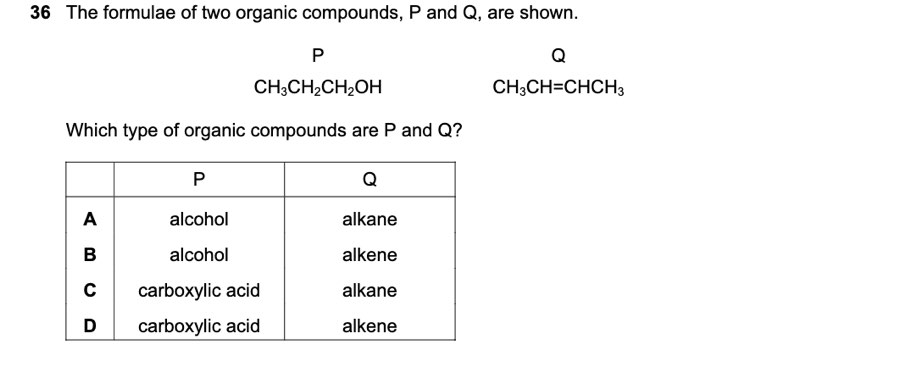 36 The formulae of two organic compounds, P and Q, are shown.
P Q
CH₃CH₂CH₂OH CH₃CH=CHCH₃
Which type of organic compounds are P and Q?
P Q
A alcohol alkane
B alcohol alkene
C carboxylic acid alkane
D carboxylic acid alkene